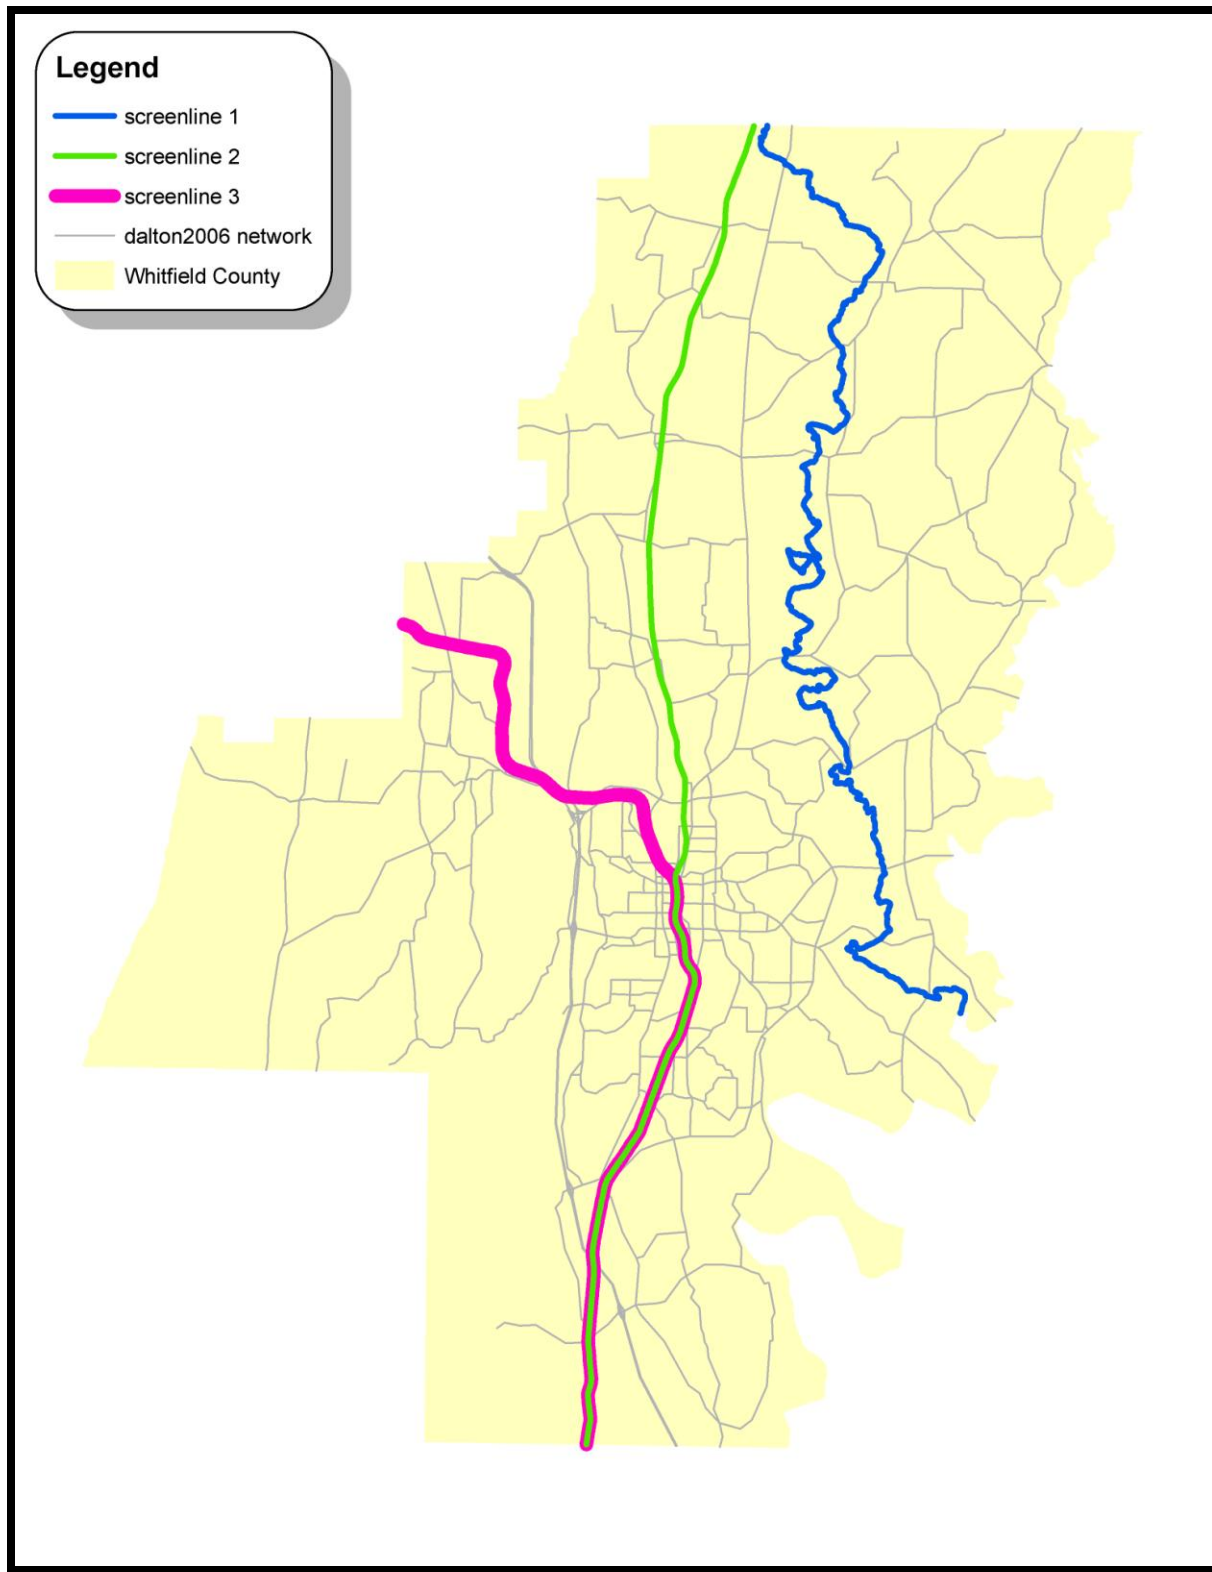 Legend
screenline 1
screenline 2
screenline 3
dalton2006 network
Whitfield County